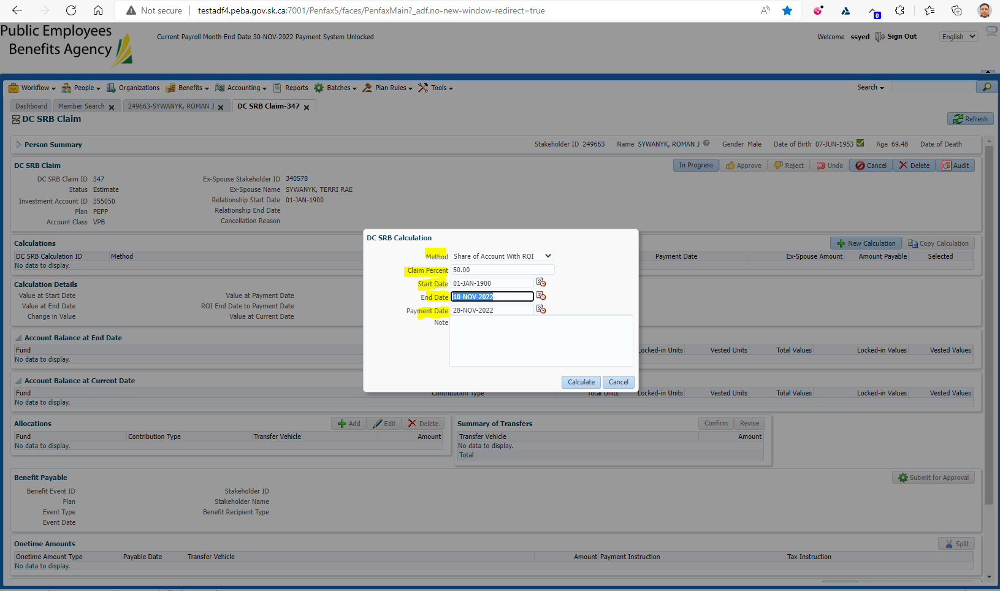 Not secure testadf4.peba.gov.sk.ca:7001/Penfax5/faces/PenfaxMain?_adf.no-new-window-redirect=true
0
Public Employees
Benefits Agency
Current Payroll Month End Date 30-NOV-2022 Payment System Unlocked
Welcome ssyed Sign Out English
Workflow People Organizations Benefits Accounting Reports Batches Plan Rules Tools Search
Dashboard Member Search 249663-SYWANYK, ROMAN J DC SRB Claim-347
DC SRB Claim Refresh
Person Summary Stakeholder ID 249663 Name SYWANYK, ROMAN J Gender Male Date of Birth 07-JUN-1953 Age 69.48 Date of Death
DC SRB Claim In Progress Approve Reject Undo Cancel Delete Audit
DC SRB Claim ID 347 Ex-Spouse Stakeholder ID 340578
Status Estimate Ex-Spouse Name SYWANYK, TERRI RAE
Investment Account ID 355050 Relationship Start Date 01-JAN-1900
Plan PEPP Relationship End Date
Account Class VPB Cancellation Reason
Calculations New Calculation Copy Calculation
DC SRB Calculation ID Method Payment Date Ex-Spouse Amount Amount Payable Selected
No data to display.
Calculation Details
Value at Start Date Value at Payment Date
Value at End Date ROI End Date to Payment Date
Change in Value Value at Current Date
Account Balance at End Date
Fund Locked-in Units Vested Units Total Values Locked-in Values Vested Values
No data to display.
Account Balance at Current Date
Fund Contribution Type Total Units Locked-in Units Vested Units Total Values Locked-in Values Vested Values
No data to display.
DC SRB Calculation
Method Share of Account With ROI
Claim Percent 50.00
Start Date 01-JAN-1900
End Date 10-NOV-2022
Payment Date 28-NOV-2022
Note
Calculate Cancel
Allocations Add Edit Delete
Fund Contribution Type Transfer Vehicle Amount
No data to display.
Summary of Transfers Confirm Revise
Transfer Vehicle Amount
No data to display.
Total
Benefit Payable Submit for Approval
Benefit Event ID Stakeholder ID
Plan Stakeholder Name
Event Type Benefit Recipient Type
Event Date
Onetime Amounts Split
Onetime Amount Type Payable Date Transfer Vehicle Amount Payment Instruction Tax Instruction
No data to display.